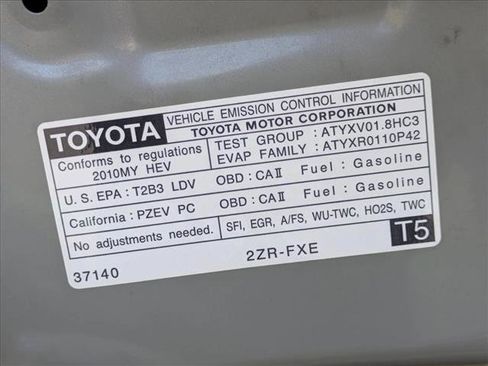 TOYOTA
VEHICLE EMISSION CONTROL INFORMATION
TOYOTA MOTOR CORPORATION
Conforms to regulations
2010MY HEV
TEST GROUP : ATYXV01.8HC3
EVAP FAMILY : ATYXR0110P42
U.S. EPA : T2B3 LDV OBD : CAⅡ Fuel : Gasoline
California : PZEV PC OBD : CAⅡ Fuel : Gasoline
No adjustments needed. SFI, EGR, A/FS, WU-TWC, HO2S, TWC
37140 2ZR-FXE T5